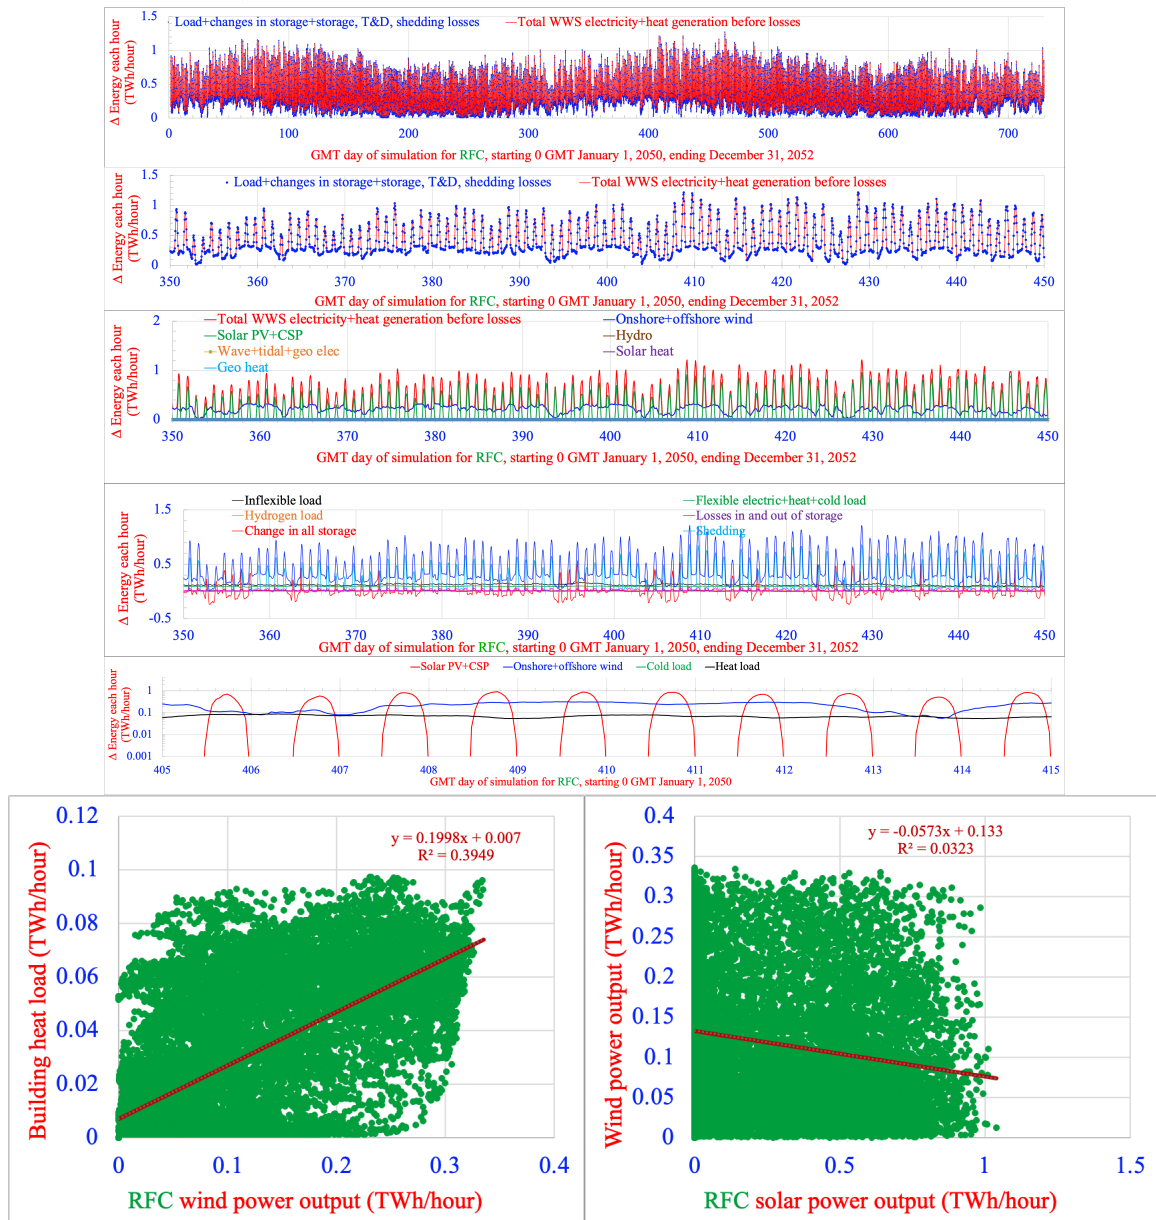 Load+changes in storage+storage, T&D, shedding losses
Total WWS electricity+heat generation before losses
Δ Energy each hour
(TWh/hour)
1.5
1
0.5
0
0 100 200 300 400 500 600 700
GMT day of simulation for RFC, starting 0 GMT January 1, 2050, ending December 31, 2052
Load+changes in storage+storage, T&D, shedding losses
Total WWS electricity+heat generation before losses
Δ Energy each hour
(TWh/hour)
1.5
1
0.5
0
350 360 370 380 390 400 410 420 430 440 450
GMT day of simulation for RFC, starting 0 GMT January 1, 2050, ending December 31, 2052
Total WWS electricity+heat generation before losses
Onshore+offshore wind
Solar PV+CSP
Hydro
Wave+tidal+geo elec
Solar heat
Geo heat
Δ Energy each hour
(TWh/hour)
2
1
0
350 360 370 380 390 400 410 420 430 440 450
GMT day of simulation for RFC, starting 0 GMT January 1, 2050, ending December 31, 2052
Inflexible load
Flexible electric+heat+cold load
Hydrogen load
Losses in and out of storage
Change in all storage
Shedding
Δ Energy each hour
(TWh/hour)
1.5
0.5
-0.5
350 360 370 380 390 400 410 420 430 440 450
GMT day of simulation for RFC, starting 0 GMT January 1, 2050, ending December 31, 2052
Solar PV+CSP
Onshore+offshore wind
Cold load
Heat load
Δ Energy each hour
(TWh/hour)
1
0.1
0.01
0.001
405 406 407 408 409 410 411 412 413 414 415
GMT day of simulation for RFC, starting 0 GMT January 1, 2050
Building heat load (TWh/hour)
0.12
0.1
0.08
0.06
0.04
0.02
0
y = 0.1998x + 0.007
R² = 0.3949
0 0.1 0.2 0.3 0.4
RFC wind power output (TWh/hour)
Wind power output (TWh/hour)
0.4
0.35
0.3
0.25
0.2
0.15
0.1
0.05
0
y = -0.0573x + 0.133
R² = 0.0323
0 0.5 1 1.5
RFC solar power output (TWh/hour)